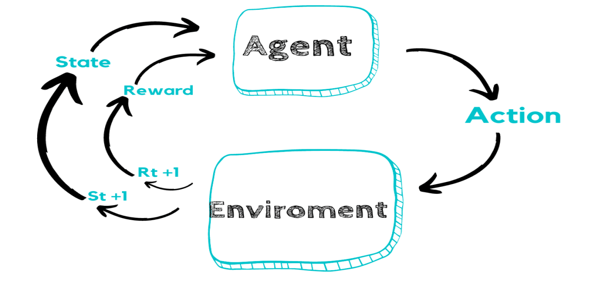 Agent
State
Reward
Action
Rt +1
St +1
Enviroment